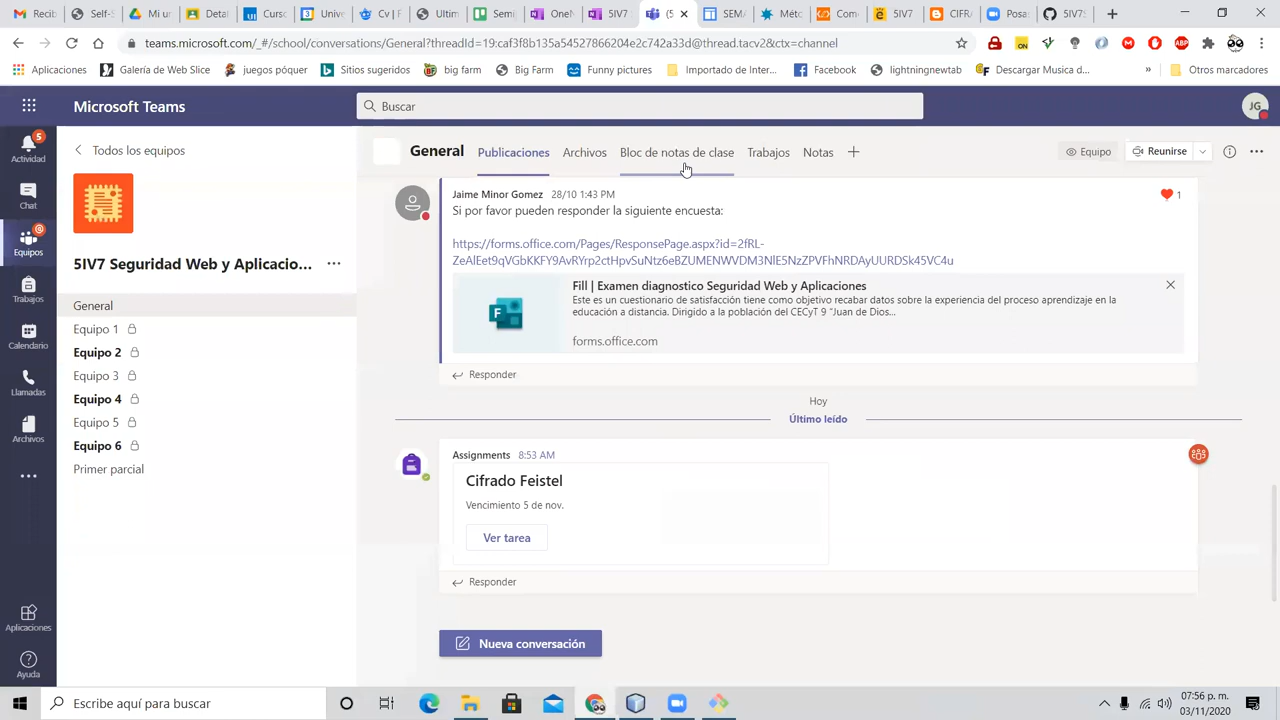 Recib
Mi un
Detal
Curso
Unive
Cv | F
Ultim
Semi
OneN
5IV7 S
(5
SEMA
Méto
Com
5IV7
CIFRA
Posa
5IV7S
teams.microsoft.com/_#/school/conversations/General?threadId=19:caf3f8b135a54527866204e2c742a33d@thread.tacv2&ctx=channel
ON
ABP
Aplicaciones
Galería de Web Slice
juegos póquer
Sitios sugeridos
big farm
Big Farm
Funny pictures
Importado de Inter...
Facebook
lightningnewtab
Descargar Musica d...
»
Otros marcadores
Microsoft Teams
Buscar
JG
5
Actividad
Chat
Equipos
Trabajos
Calendario
Llamadas
Archivos
Aplicaciones
Ayuda
Todos los equipos
5IV7 Seguridad Web y Aplicacio...
General
Equipo 1
Equipo 2
Equipo 3
Equipo 4
Equipo 5
Equipo 6
Primer parcial
General
Publicaciones
Archivos
Bloc de notas de clase
Trabajos
Notas
Equipo
Reunirse
Jaime Minor Gomez 28/10 1:43 PM
1
Si por favor pueden responder la siguiente encuesta:
https://forms.office.com/Pages/ResponsePage.aspx?id=2fRL-
ZeAlEet9qVGbKKFY9AvRYrp2ctHpvSuNtz6eBZUMENWVDM3NlE5NzZPVFhNRDAyUURDSk45VC4u
Fill | Examen diagnostico Seguridad Web y Aplicaciones
Este es un cuestionario de satisfacción tiene como objetivo recabar datos sobre la experiencia del proceso aprendizaje en la
educación a distancia. Dirigido a la población del CECyT 9 "Juan de Dios...
forms.office.com
Responder
Hoy
Último leído
Assignments 8:53 AM
Cifrado Feistel
Vencimiento 5 de nov.
Ver tarea
Responder
Nueva conversación
Escribe aquí para buscar
07:56 p. m.
03/11/2020